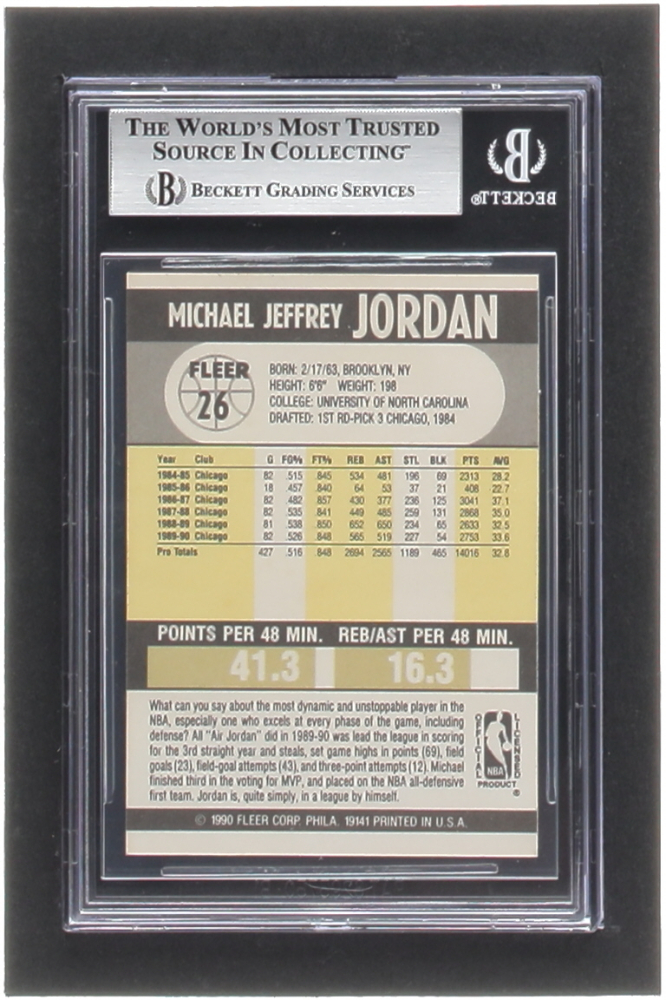 THE WORLD'S MOST TRUSTED
SOURCE IN COLLECTING™
B BECKETT GRADING SERVICES
B
BECKETT®
MICHAEL JEFFREY JORDAN
FLEER
26
BORN: 2/17/63, BROOKLYN, NY
HEIGHT: 6'6" WEIGHT: 198
COLLEGE: UNIVERSITY OF NORTH CAROLINA
DRAFTED: 1ST RD-PICK 3 CHICAGO, 1984
Year Club G FG% FT% REB AST STL BLK PTS AVG
1984-85 Chicago 82 .515 .845 534 481 196 69 2313 28.2
1985-86 Chicago 18 .457 .840 64 53 37 21 408 22.7
1986-87 Chicago 82 .482 .857 430 377 236 125 3041 37.1
1987-88 Chicago 82 .535 .841 449 485 259 131 2868 35.0
1988-89 Chicago 81 .538 .850 652 650 234 65 2633 32.5
1989-90 Chicago 82 .526 .848 565 519 227 54 2753 33.6
Pro Totals 427 .516 .848 2694 2565 1189 465 14016 32.8
POINTS PER 48 MIN. REB/AST PER 48 MIN.
41.3 16.3
What can you say about the most dynamic and unstoppable player in the
NBA, especially one who excels at every phase of the game, including
defense? All "Air Jordan" did in 1989-90 was lead the league in scoring
for the 3rd straight year and steals, set game highs in points (69), field
goals (23), field-goal attempts (43), and three-point attempts (12). Michael
finished third in the voting for MVP, and placed on the NBA all-defensive
first team. Jordan is, quite simply, in a league by himself.
OFFICIAL
LICENSED
NBA
PRODUCT ®
© 1990 FLEER CORP. PHILA. 19141 PRINTED IN U.S.A.